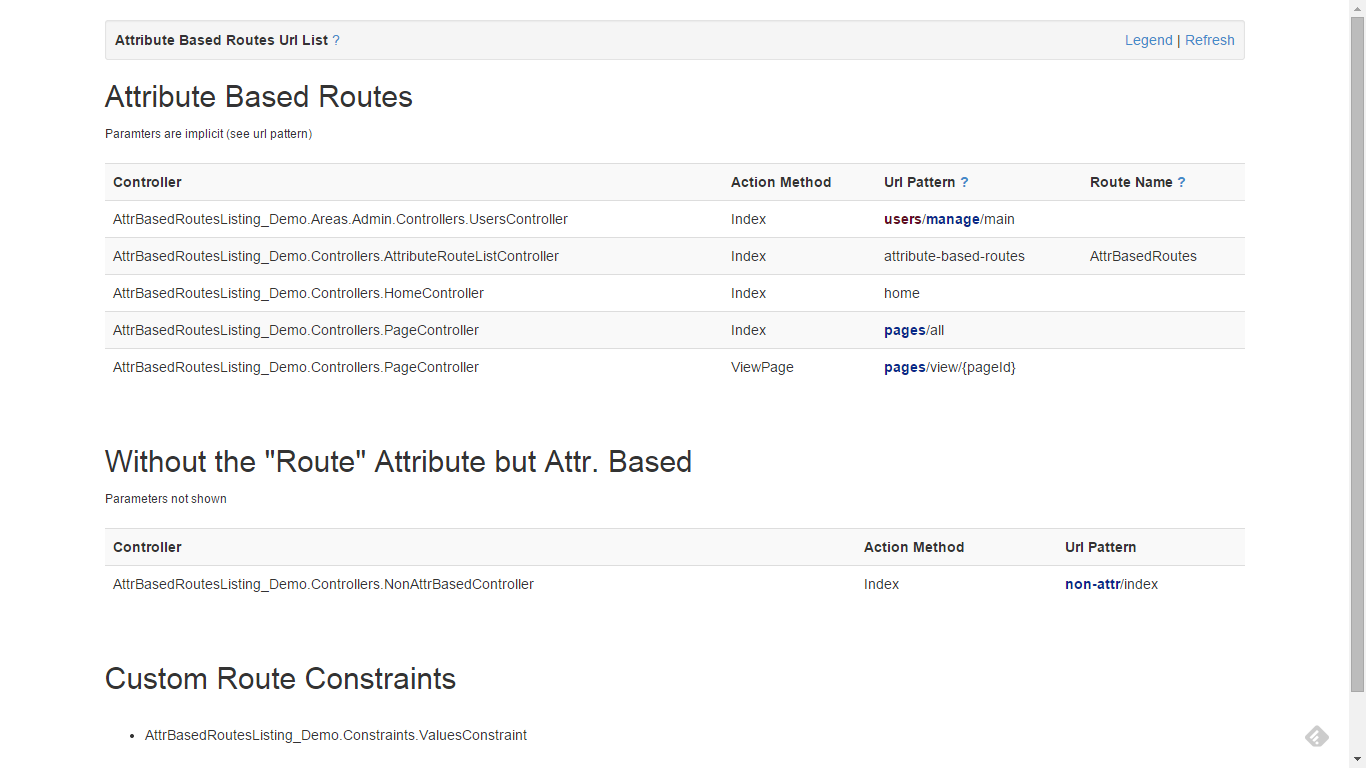 Attribute Based Routes Url List ? Legend | Refresh
Attribute Based Routes
Paramters are implicit (see url pattern)
Controller Action Method Url Pattern ? Route Name ?
AttrBasedRoutesListing_Demo.Areas.Admin.Controllers.UsersController Index users/manage/main
AttrBasedRoutesListing_Demo.Controllers.AttributeRouteListController Index attribute-based-routes AttrBasedRoutes
AttrBasedRoutesListing_Demo.Controllers.HomeController Index home
AttrBasedRoutesListing_Demo.Controllers.PageController Index pages/all
AttrBasedRoutesListing_Demo.Controllers.PageController ViewPage pages/view/{pageId}
Without the "Route" Attribute but Attr. Based
Parameters not shown
Controller Action Method Url Pattern
AttrBasedRoutesListing_Demo.Controllers.NonAttrBasedController Index non-attr/index
Custom Route Constraints
• AttrBasedRoutesListing_Demo.Constraints.ValuesConstraint